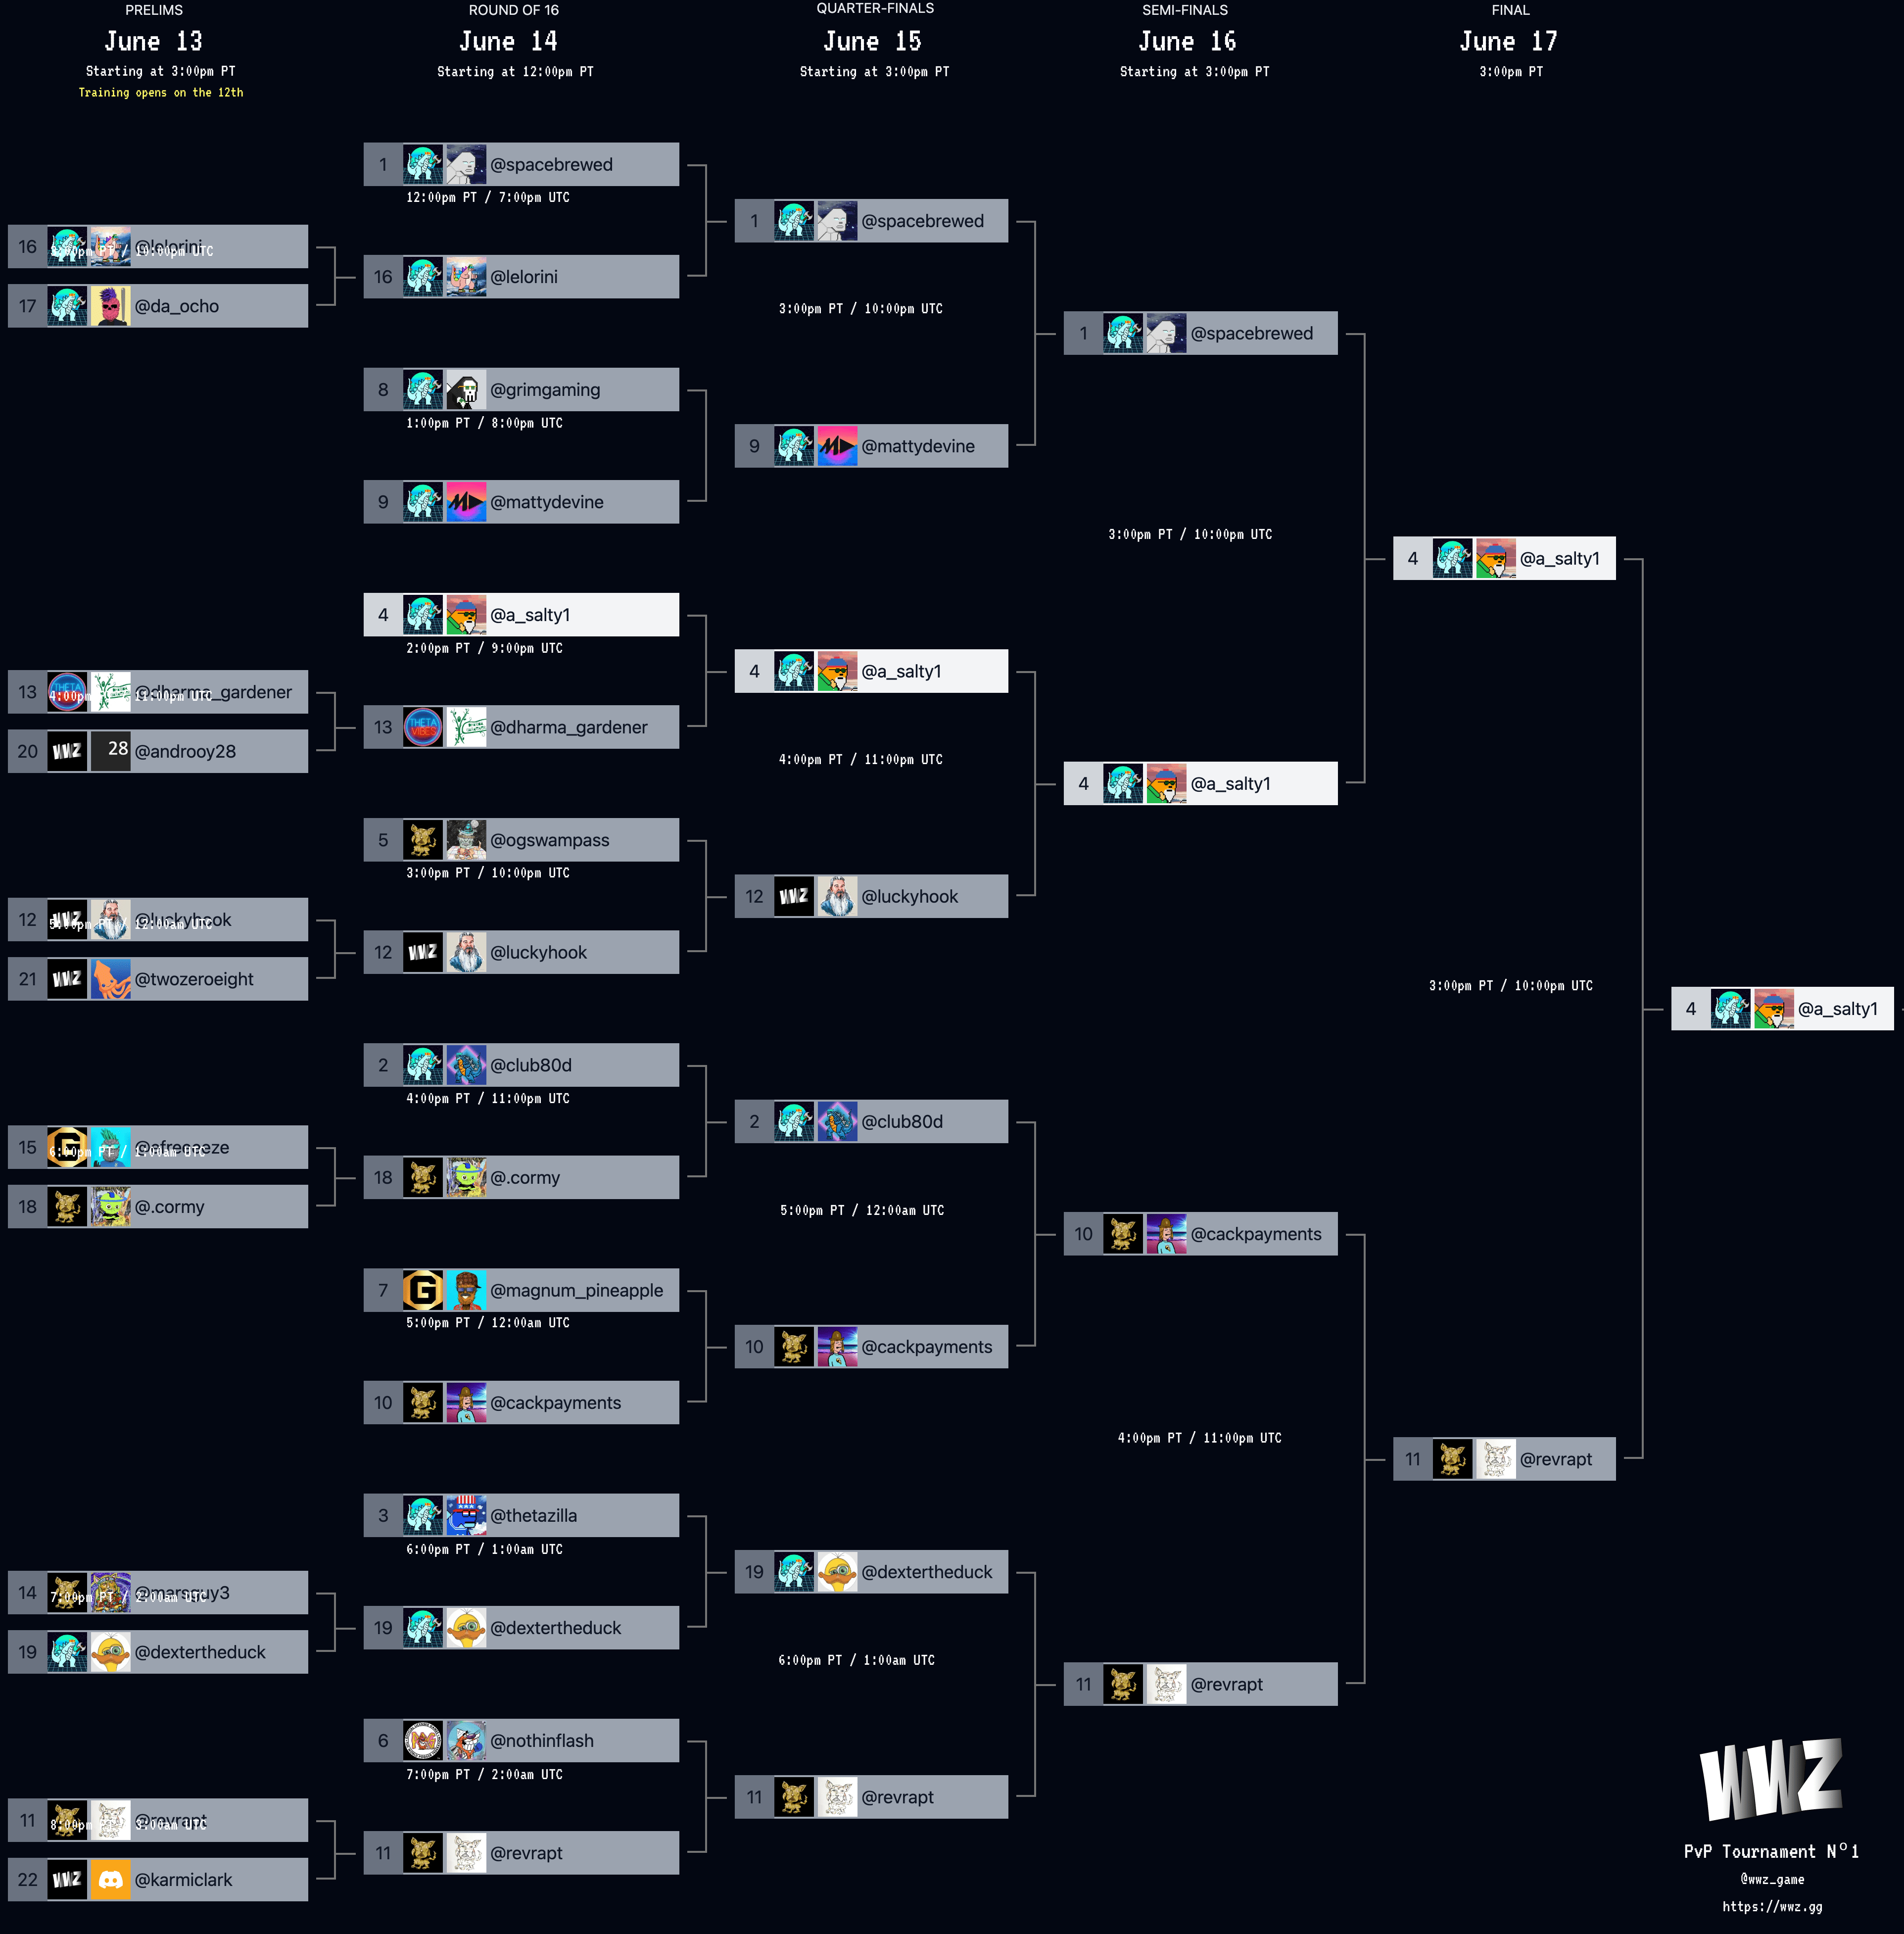 PRELIMS
June 13
Starting at 3:00pm PT
Training opens on the 12th
16 @lelorini
17 @da_ocho
13 THETA @dharma_gardener
4:00pm PT / 11:00pm UTC
20 WWZ 28 @androoy28
12 WWZ @luckyhook
5:00pm PT / 12:00am UTC
21 WWZ @twozeroeight
15 G
6:00pm PT / 1:00am UTC
18 @.cormy
14
7:00pm PT / 2:00am UTC
19 @dextertheduck
11 @revrapt
8:00pm PT / 3:00am UTC
22 WWZ @karmiclark
ROUND OF 16
June 14
Starting at 12:00pm PT
1 @spacebrewed
12:00pm PT / 7:00pm UTC
16 @lelorini
8 @grimgaming
1:00pm PT / 8:00pm UTC
9 @mattydevine
4 @a_salty1
2:00pm PT / 9:00pm UTC
13 THETA VIBES @dharma_gardener
5 @ogswampass
3:00pm PT / 10:00pm UTC
12 WWZ @luckyhook
2 @club80d
4:00pm PT / 11:00pm UTC
18 @.cormy
7 G @magnum_pineapple
5:00pm PT / 12:00am UTC
10 @cackpayments
3 @thetazilla
6:00pm PT / 1:00am UTC
19 @dextertheduck
6 @nothinflash
7:00pm PT / 2:00am UTC
11 @revrapt
QUARTER-FINALS
June 15
Starting at 3:00pm PT
1 @spacebrewed
3:00pm PT / 10:00pm UTC
9 @mattydevine
4 @a_salty1
4:00pm PT / 11:00pm UTC
12 WWZ @luckyhook
2 @club80d
5:00pm PT / 12:00am UTC
10 @cackpayments
19 @dextertheduck
6:00pm PT / 1:00am UTC
11 @revrapt
SEMI-FINALS
June 16
Starting at 3:00pm PT
1 @spacebrewed
3:00pm PT / 10:00pm UTC
4 @a_salty1
10 @cackpayments
4:00pm PT / 11:00pm UTC
11 @revrapt
FINAL
June 17
3:00pm PT
4 @a_salty1
3:00pm PT / 10:00pm UTC
11 @revrapt
4 @a_salty1
WWZ
PvP Tournament Nº1
@wwz_game
https://wwz.gg